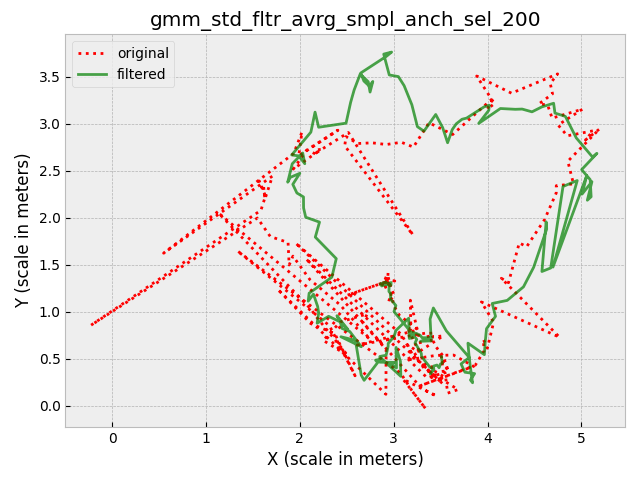 gmm_std_fltr_avrg_smpl_anch_sel_200
original
filtered
3.5
3.0
2.5
2.0
1.5
1.0
0.5
0.0
Y (scale in meters)
0 1 2 3 4 5
X (scale in meters)